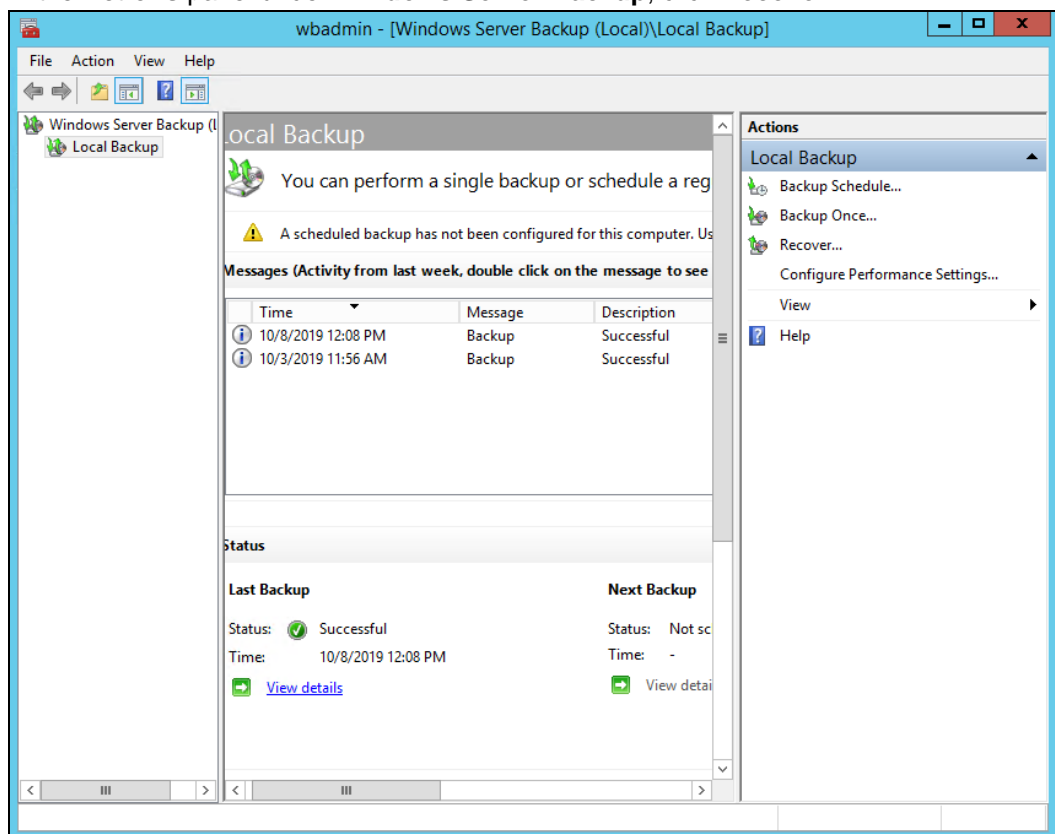 wbadmin - [Windows Server Backup (Local)\Local Backup]
File Action View Help
Windows Server Backup (L
Local Backup
ocal Backup
You can perform a single backup or schedule a reg
A scheduled backup has not been configured for this computer. Us
Messages (Activity from last week, double click on the message to see
Time Message Description
10/8/2019 12:08 PM Backup Successful
10/3/2019 11:56 AM Backup Successful
Status
Last Backup
Status: Successful
Time: 10/8/2019 12:08 PM
View details
Next Backup
Status: Not sc
Time: -
View detai
Actions
Local Backup
Backup Schedule...
Backup Once...
Recover...
Configure Performance Settings...
View
Help